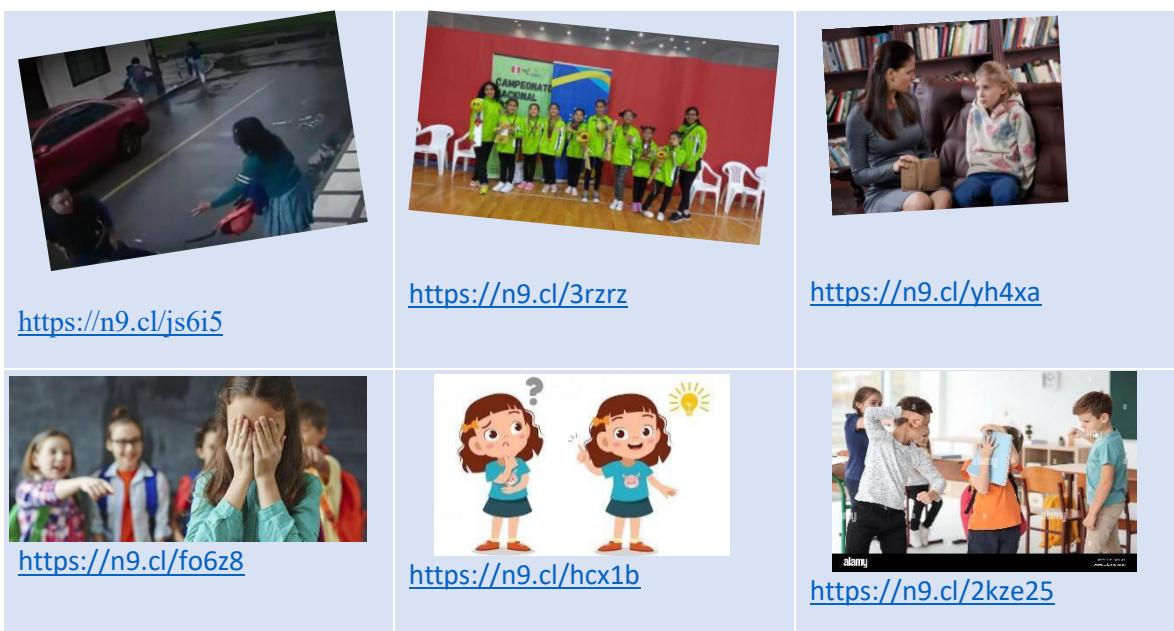 CAMPEONATO
NACIONAL
https://n9.cl/js6i5
https://n9.cl/3rzrz
https://n9.cl/yh4xa
?
https://n9.cl/fo6z8
https://n9.cl/hcx1b
alamy
alamy
https://n9.cl/2kze25